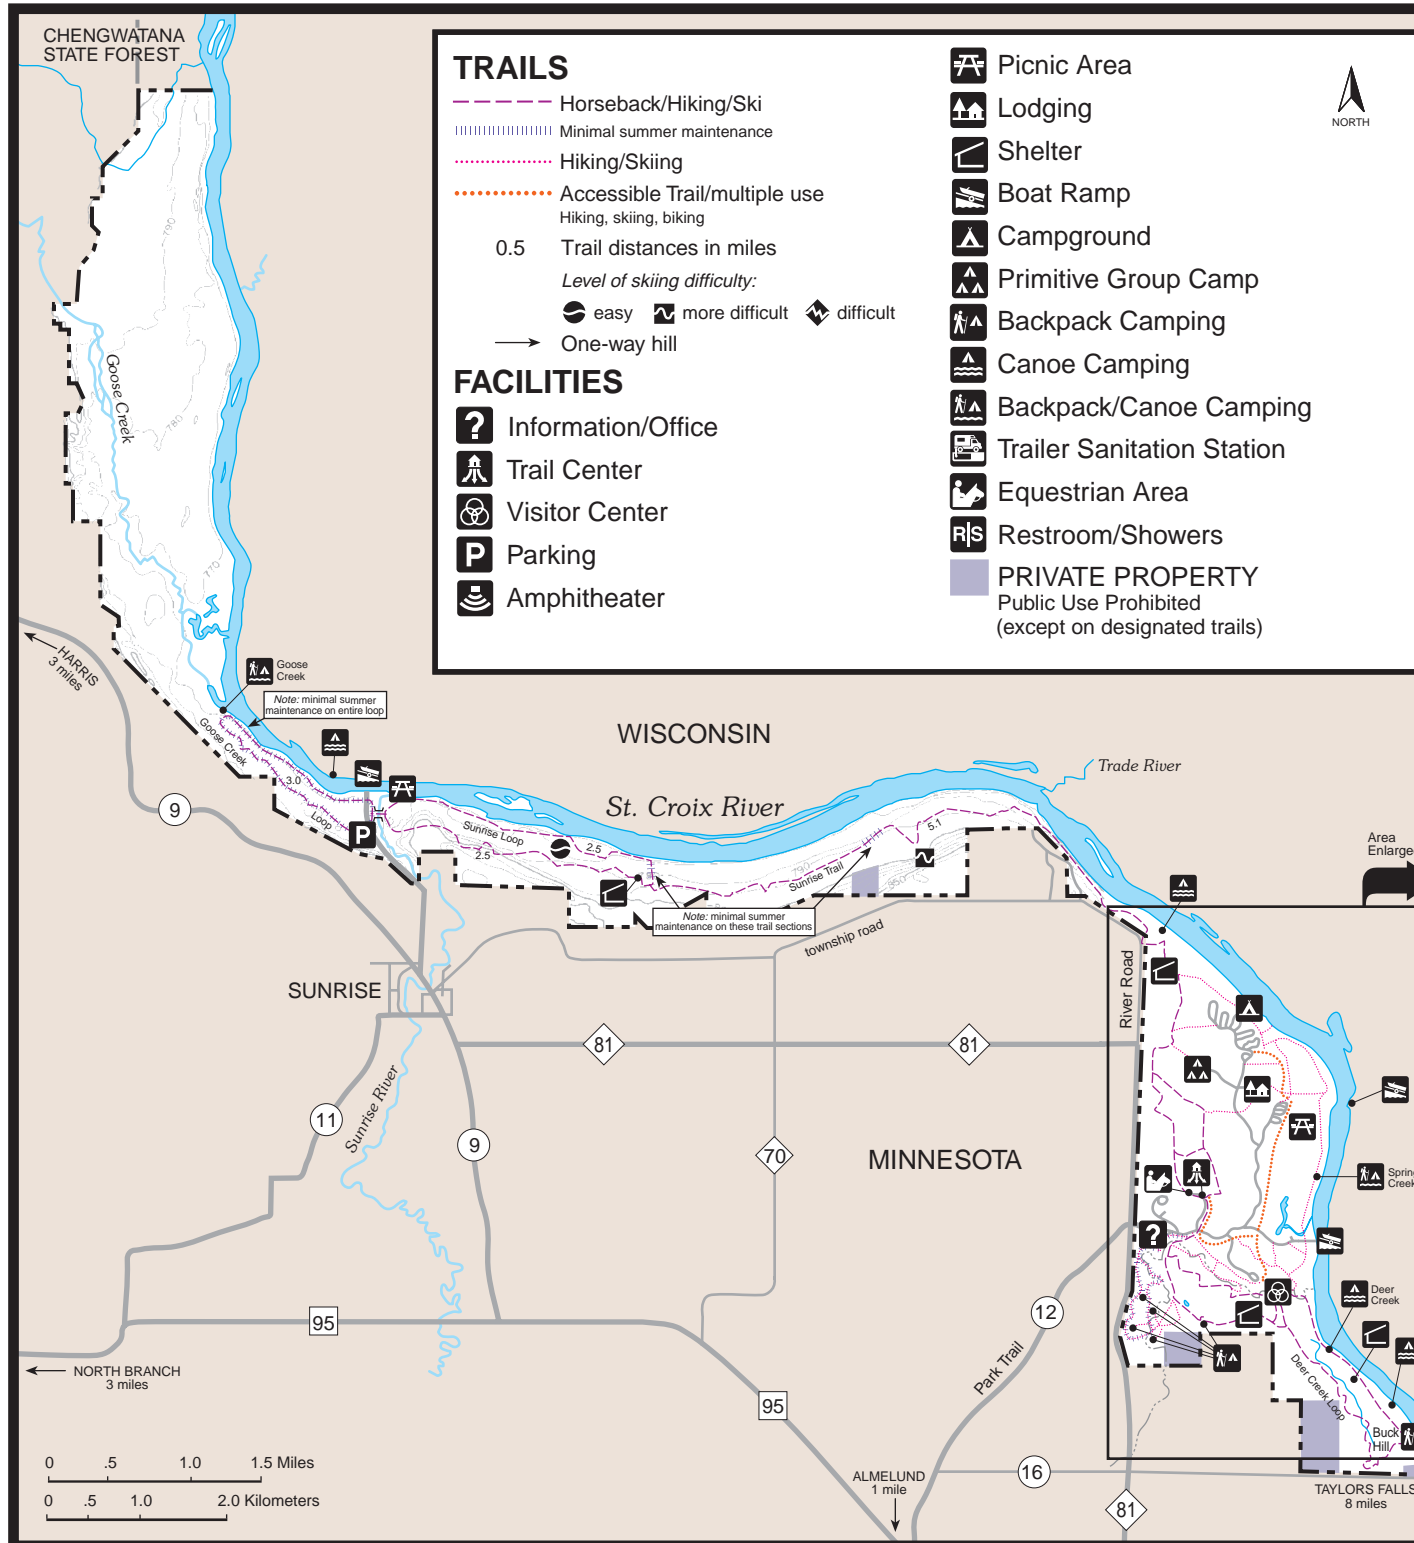 CHENGWATANA
STATE FOREST
TRAILS
Horseback/Hiking/Ski
Minimal summer maintenance
Hiking/Skiing
Accessible Trail/multiple use
Hiking, skiing, biking
0.5 Trail distances in miles
Level of skiing difficulty:
easy more difficult difficult
One-way hill
FACILITIES
? Information/Office
Trail Center
Visitor Center
P Parking
Amphitheater
Picnic Area
Lodging
Shelter
Boat Ramp
Campground
Primitive Group Camp
Backpack Camping
Canoe Camping
Backpack/Canoe Camping
Trailer Sanitation Station
Equestrian Area
R|S Restroom/Showers
PRIVATE PROPERTY
Public Use Prohibited
(except on designated trails)
NORTH
790
Goose Creek
780
770
HARRIS
3 miles
Goose
Creek
Note: minimal summer
maintenance on entire loop
Goose Creek
3.0
Loop
P
9
WISCONSIN
St. Croix River
Trade River
Sunrise Loop
2.5
2.5
Sunrise Trail
5.1
790
850
Note: minimal summer
maintenance on these trail sections
township road
Area
Enlarge
SUNRISE
River Road
81
81
Sunrise River
11
9
70
MINNESOTA
Spring
Creek
?
12
Park Trail
Deer
Creek
95
NORTH BRANCH
3 miles
95
Deer Creek Loop
Buck
Hill
0 .5 1.0 1.5 Miles
0 .5 1.0 2.0 Kilometers
ALMELUND
1 mile
16
81
TAYLORS FALLS
8 miles